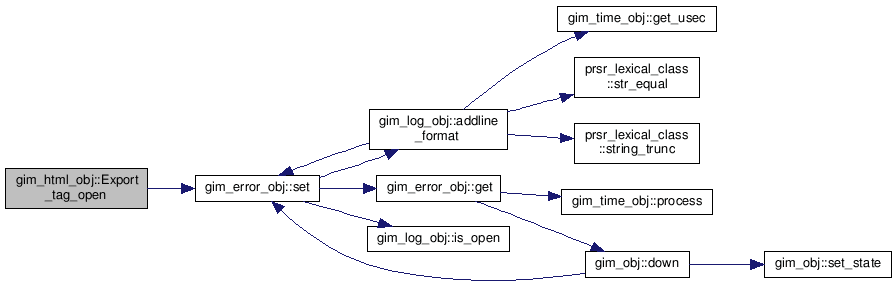 gim_time_obj::get_usec
prsr_lexical_class
::str_equal
gim_log_obj::addline
_format
prsr_lexical_class
::string_trunc
gim_html_obj::Export
_tag_open
gim_error_obj::set
gim_error_obj::get
gim_time_obj::process
gim_log_obj::is_open
gim_obj::down
gim_obj::set_state